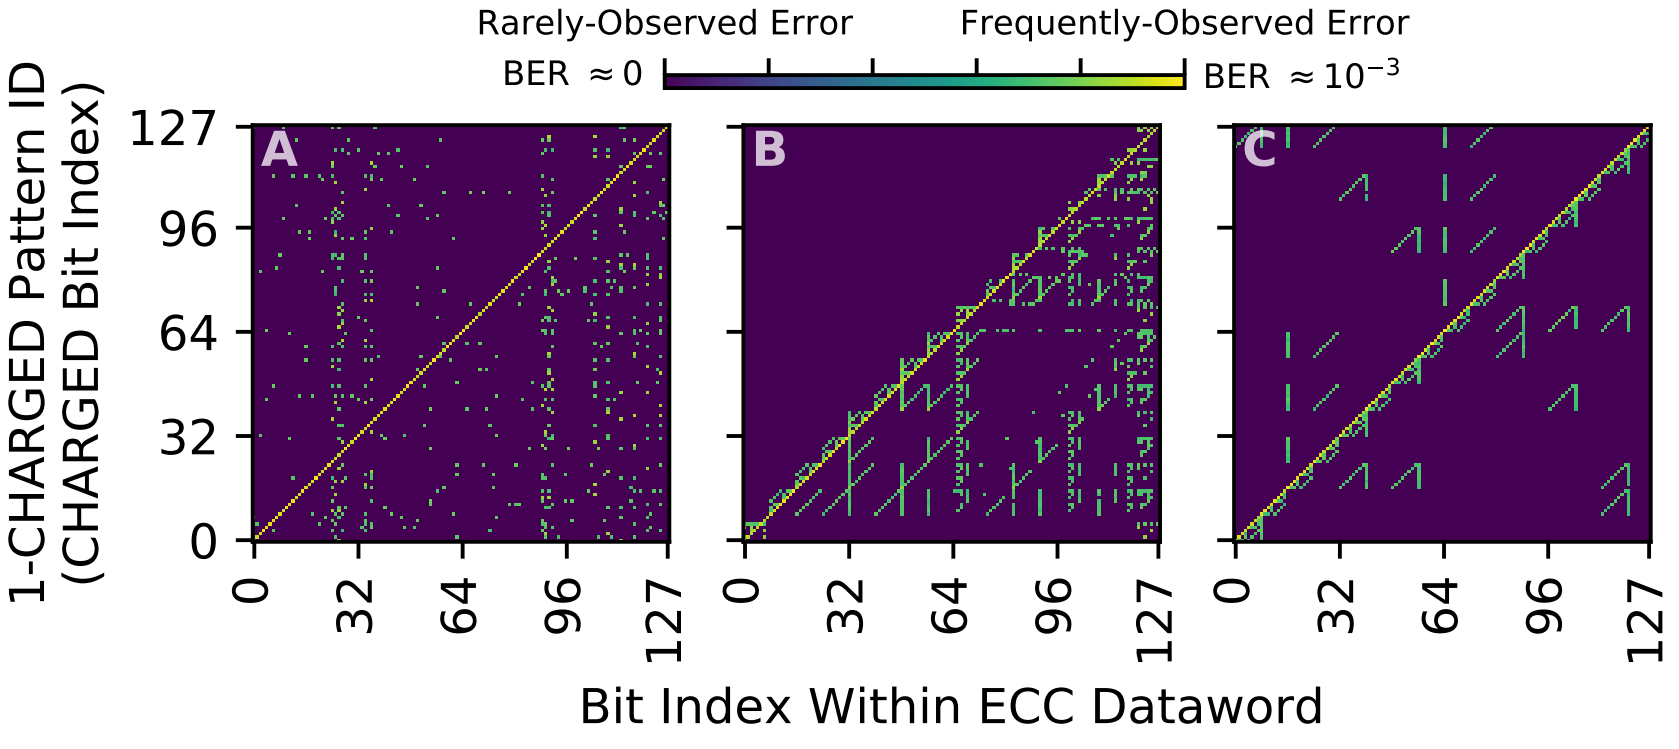 Rarely-Observed Error Frequently-Observed Error
BER ≈ 0 BER ≈ 10⁻³
1-CHARGED Pattern ID
(CHARGED Bit Index)
127
96
64
32
0
A
B
C
0 32 64 96 127
0 32 64 96 127
0 32 64 96 127
Bit Index Within ECC Dataword